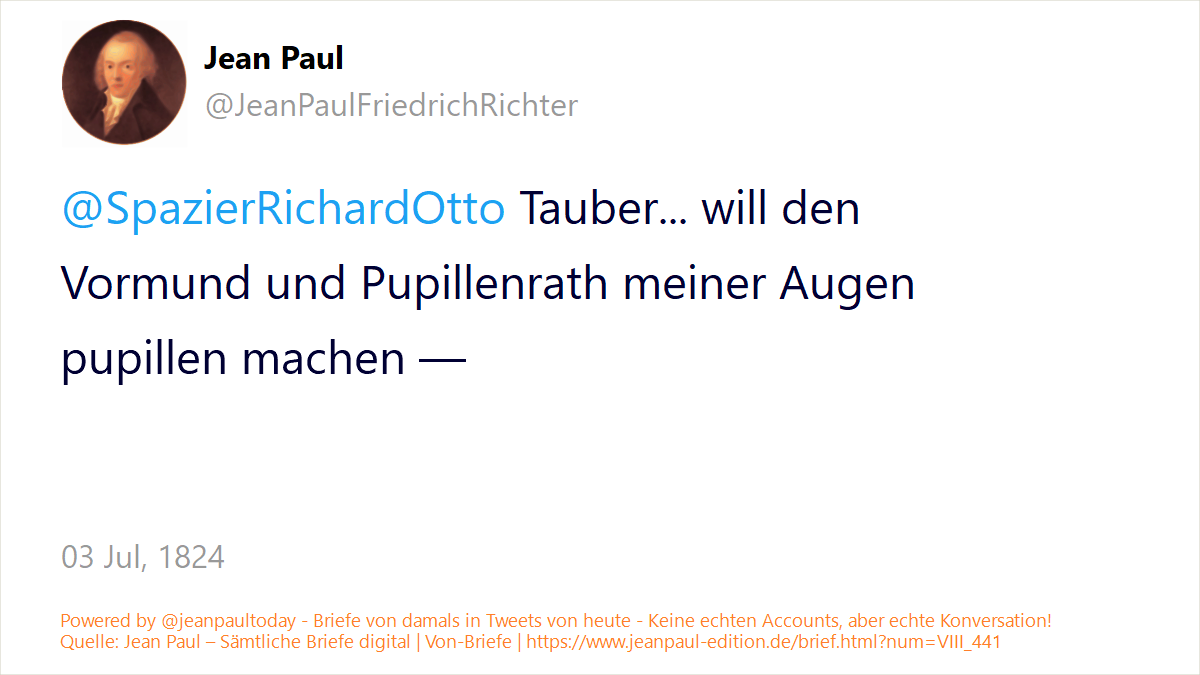 Jean Paul
@JeanPaulFriedrichRichter
@SpazierRichardOtto Tauber... will den
Vormund und Pupillenrath meiner Augen
pupillen machen —
03 Jul, 1824
Powered by @jeanpaultoday - Briefe von damals in Tweets von heute - Keine echten Accounts, aber echte Konversation!
Quelle: Jean Paul – Sämtliche Briefe digital | Von-Briefe | https://www.jeanpaul-edition.de/brief.html?num=VIII_441